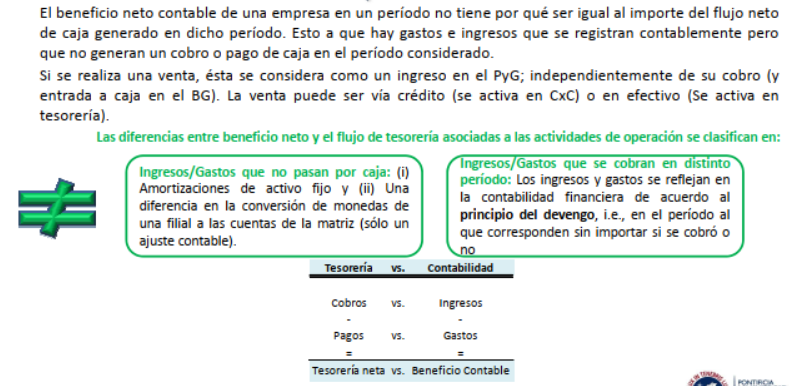 El beneficio neto contable de una empresa en un período no tiene por qué ser igual al importe del flujo neto
de caja generado en dicho período. Esto a que hay gastos e ingresos que se registran contablemente pero
que no generan un cobro o pago de caja en el período considerado.
Si se realiza una venta, ésta se considera como un ingreso en el PyG; independientemente de su cobro (y
entrada a caja en el BG). La venta puede ser vía crédito (se activa en CxC) o en efectivo (Se activa en
tesorería).
Las diferencias entre beneficio neto y el flujo de tesorería asociadas a las actividades de operación se clasifican en:
Ingresos/Gastos que no pasan por caja: (i)
Amortizaciones de activo fijo y (ii) Una
diferencia en la conversión de monedas de
una filial a las cuentas de la matriz (sólo un
ajuste contable).
Ingresos/Gastos que se cobran en distinto
período: Los ingresos y gastos se reflejan en
la contabilidad financiera de acuerdo al
principio del devengo, i.e., en el período al
que corresponden sin importar si se cobró o
no
Tesorería vs. Contabilidad
Cobros vs. Ingresos
- -
Pagos vs. Gastos
= =
Tesorería neta vs. Beneficio Contable
PONTIFICIA